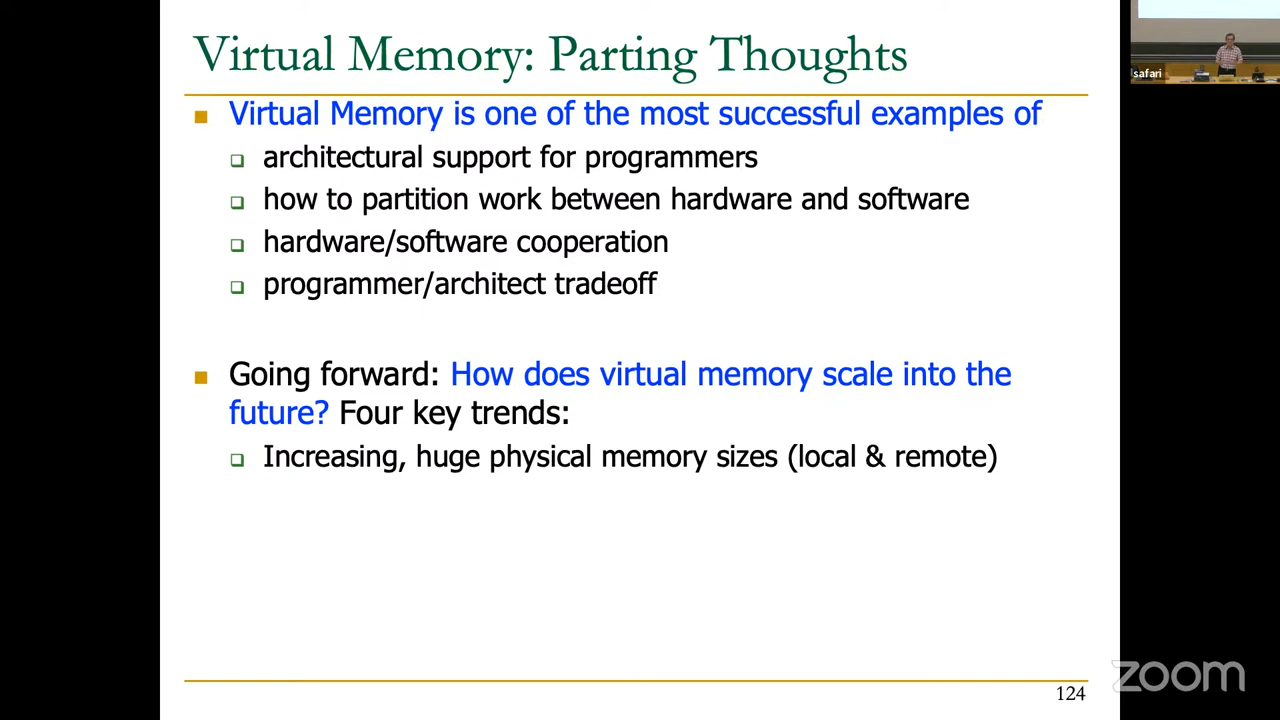 Virtual Memory: Parting Thoughts
Virtual Memory is one of the most successful examples of
architectural support for programmers
how to partition work between hardware and software
hardware/software cooperation
programmer/architect tradeoff
Going forward: How does virtual memory scale into the
future? Four key trends:
Increasing, huge physical memory sizes (local & remote)
124
safari
zoom